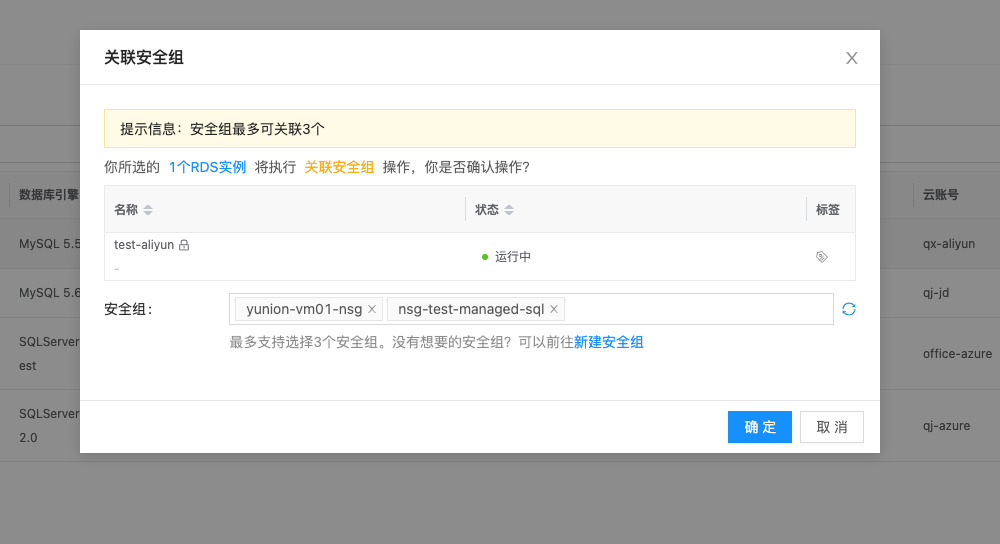 关联安全组
提示信息：安全组最多可关联3个
你所选的 1个RDS实例 将执行 关联安全组 操作，你是否确认操作？
名称 状态 标签
test-aliyun
-
运行中
安全组： yunion-vm01-nsg nsg-test-managed-sql
最多支持选择3个安全组。没有想要的安全组？可以前往新建安全组
确 定 取 消
数据库引擎 云账号
MySQL 5.5 qx-aliyun
MySQL 5.6 qj-jd
SQLServer
est
office-azure
SQLServer
2.0
qj-azure